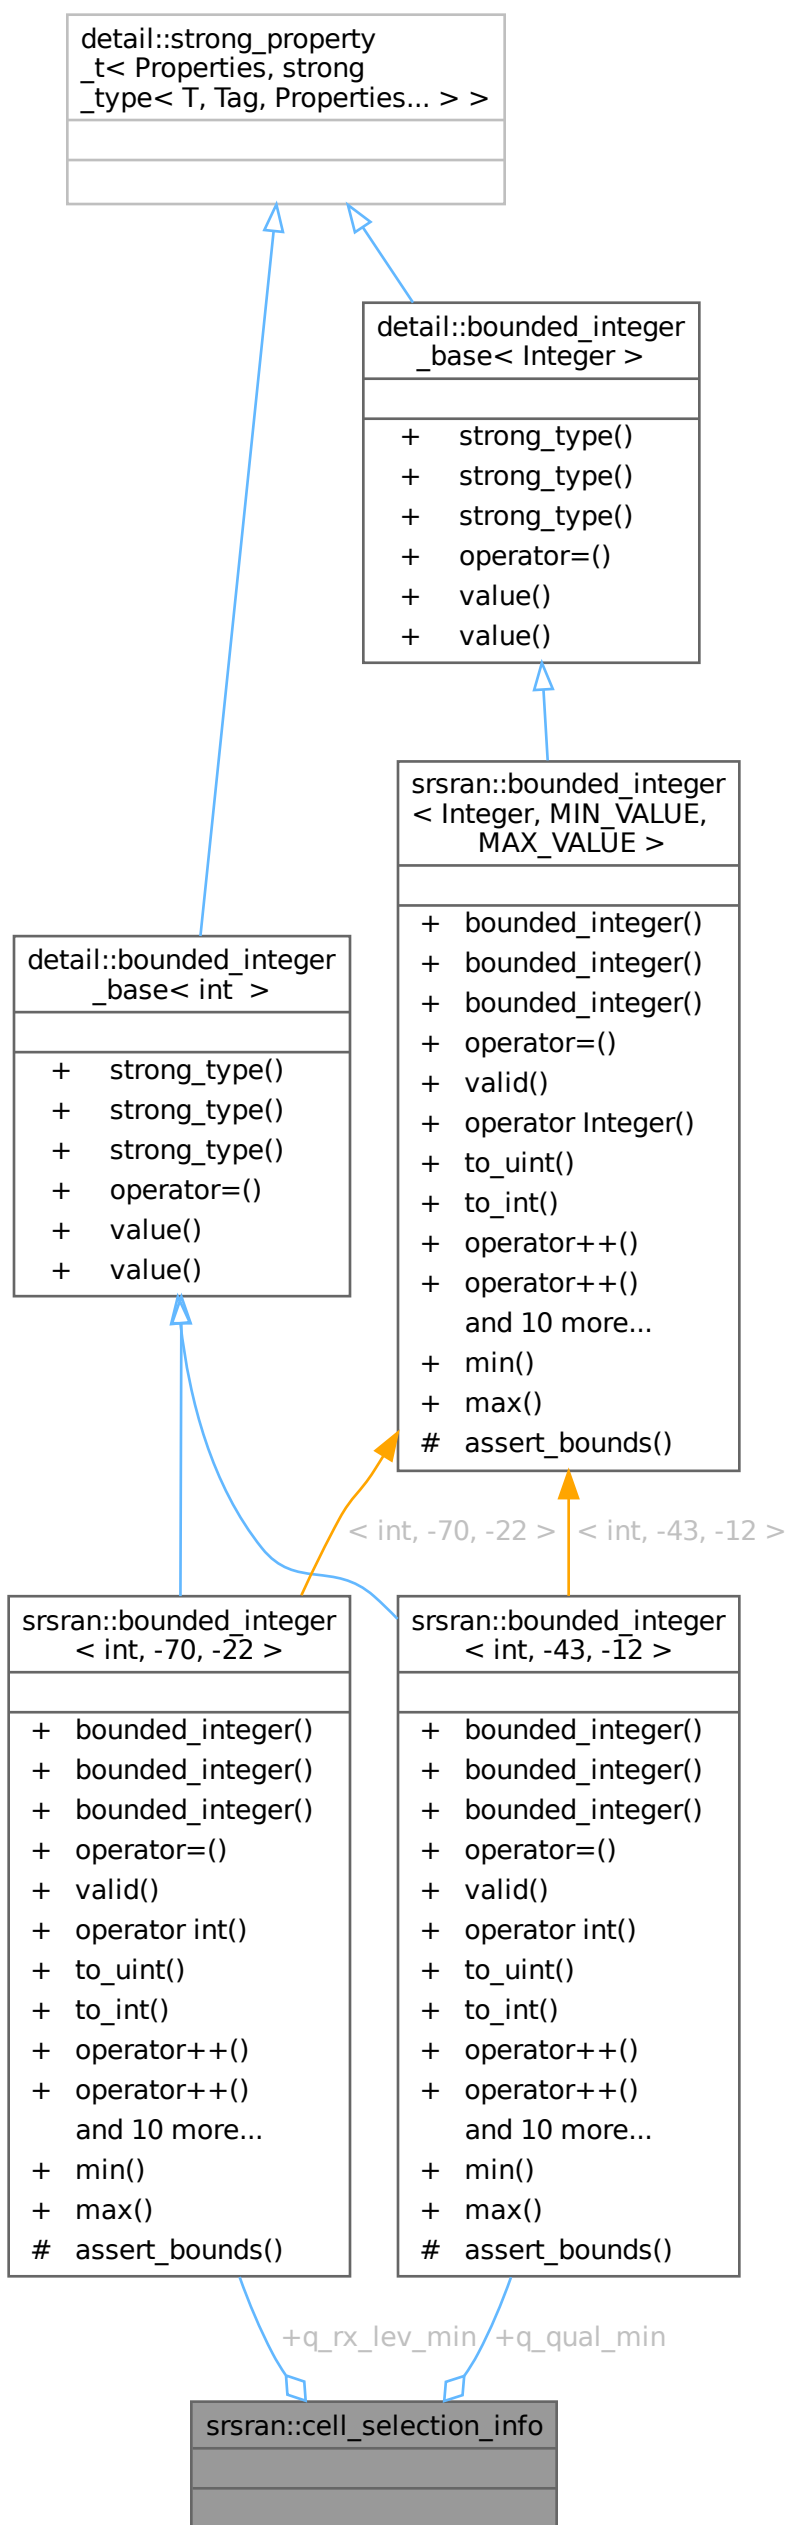 detail::strong_property
_t< Properties, strong
_type< T, Tag, Properties... > >
detail::bounded_integer
_base< Integer >
+ strong_type()
+ strong_type()
+ strong_type()
+ operator=()
+ value()
+ value()
srsran::bounded_integer
< Integer, MIN_VALUE,
MAX_VALUE >
+ bounded_integer()
+ bounded_integer()
+ bounded_integer()
+ operator=()
+ valid()
+ operator Integer()
+ to_uint()
+ to_int()
+ operator++()
+ operator++()
and 10 more...
+ min()
+ max()
# assert_bounds()
detail::bounded_integer
_base< int  >
+ strong_type()
+ strong_type()
+ strong_type()
+ operator=()
+ value()
+ value()
< int, -70, -22 >
< int, -43, -12 >
srsran::bounded_integer
< int, -70, -22 >
+ bounded_integer()
+ bounded_integer()
+ bounded_integer()
+ operator=()
+ valid()
+ operator int()
+ to_uint()
+ to_int()
+ operator++()
+ operator++()
and 10 more...
+ min()
+ max()
# assert_bounds()
srsran::bounded_integer
< int, -43, -12 >
+ bounded_integer()
+ bounded_integer()
+ bounded_integer()
+ operator=()
+ valid()
+ operator int()
+ to_uint()
+ to_int()
+ operator++()
+ operator++()
and 10 more...
+ min()
+ max()
# assert_bounds()
+q_rx_lev_min
+q_qual_min
srsran::cell_selection_info